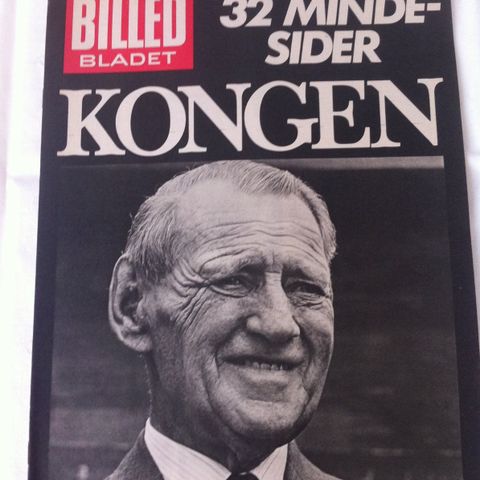 BILLED
BLADET
32 MINDE-
SIDER
KONGEN